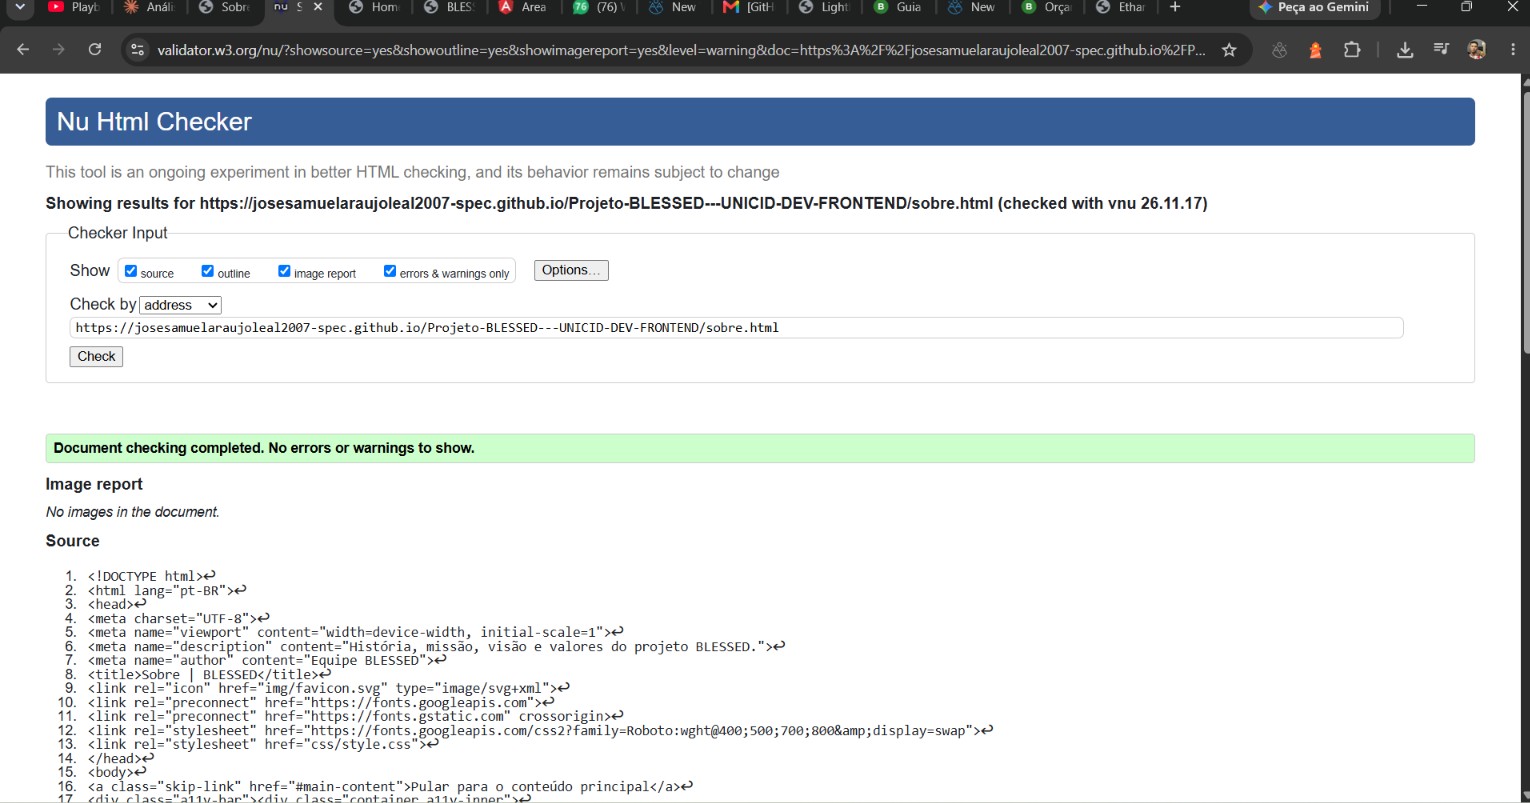 Playb
Análi
Sobre
nu
S
Hom
BLES
Area
(76)
New
[GitH
Light
Guia
New
Orça
Ethar
Peça ao Gemini
validator.w3.org/nu/?showsource=yes&showoutline=yes&showimagereport=yes&level=warning&doc=https%3A%2F%2Fjosesamuelaraujoleal2007-spec.github.io%2FP...
Nu Html Checker
This tool is an ongoing experiment in better HTML checking, and its behavior remains subject to change
Showing results for https://josesamuelaraujoleal2007-spec.github.io/Projeto-BLESSED---UNICID-DEV-FRONTEND/sobre.html (checked with vnu 26.11.17)
Checker Input
Show source outline image report errors & warnings only Options...
Check by address
https://josesamuelaraujoleal2007-spec.github.io/Projeto-BLESSED---UNICID-DEV-FRONTEND/sobre.html
Check
Document checking completed. No errors or warnings to show.
Image report
No images in the document.
Source
1. <!DOCTYPE html>↩
2. <html lang="pt-BR">↩
3. <head>↩
4. <meta charset="UTF-8">↩
5. <meta name="viewport" content="width=device-width, initial-scale=1">↩
6. <meta name="description" content="História, missão, visão e valores do projeto BLESSED.">↩
7. <meta name="author" content="Equipe BLESSED">↩
8. <title>Sobre | BLESSED</title>↩
9. <link rel="icon" href="img/favicon.svg" type="image/svg+xml">↩
10. <link rel="preconnect" href="https://fonts.googleapis.com">↩
11. <link rel="preconnect" href="https://fonts.gstatic.com" crossorigin>↩
12. <link rel="stylesheet" href="https://fonts.googleapis.com/css2?family=Roboto:wght@400;500;700;800&amp;display=swap">↩
13. <link rel="stylesheet" href="css/style.css">↩
14. </head>↩
15. <body>↩
16. <a class="skip-link" href="#main-content">Pular para o conteúdo principal</a>↩
17. <div class="a11y-bar"><div class="container a11y-inner">↩